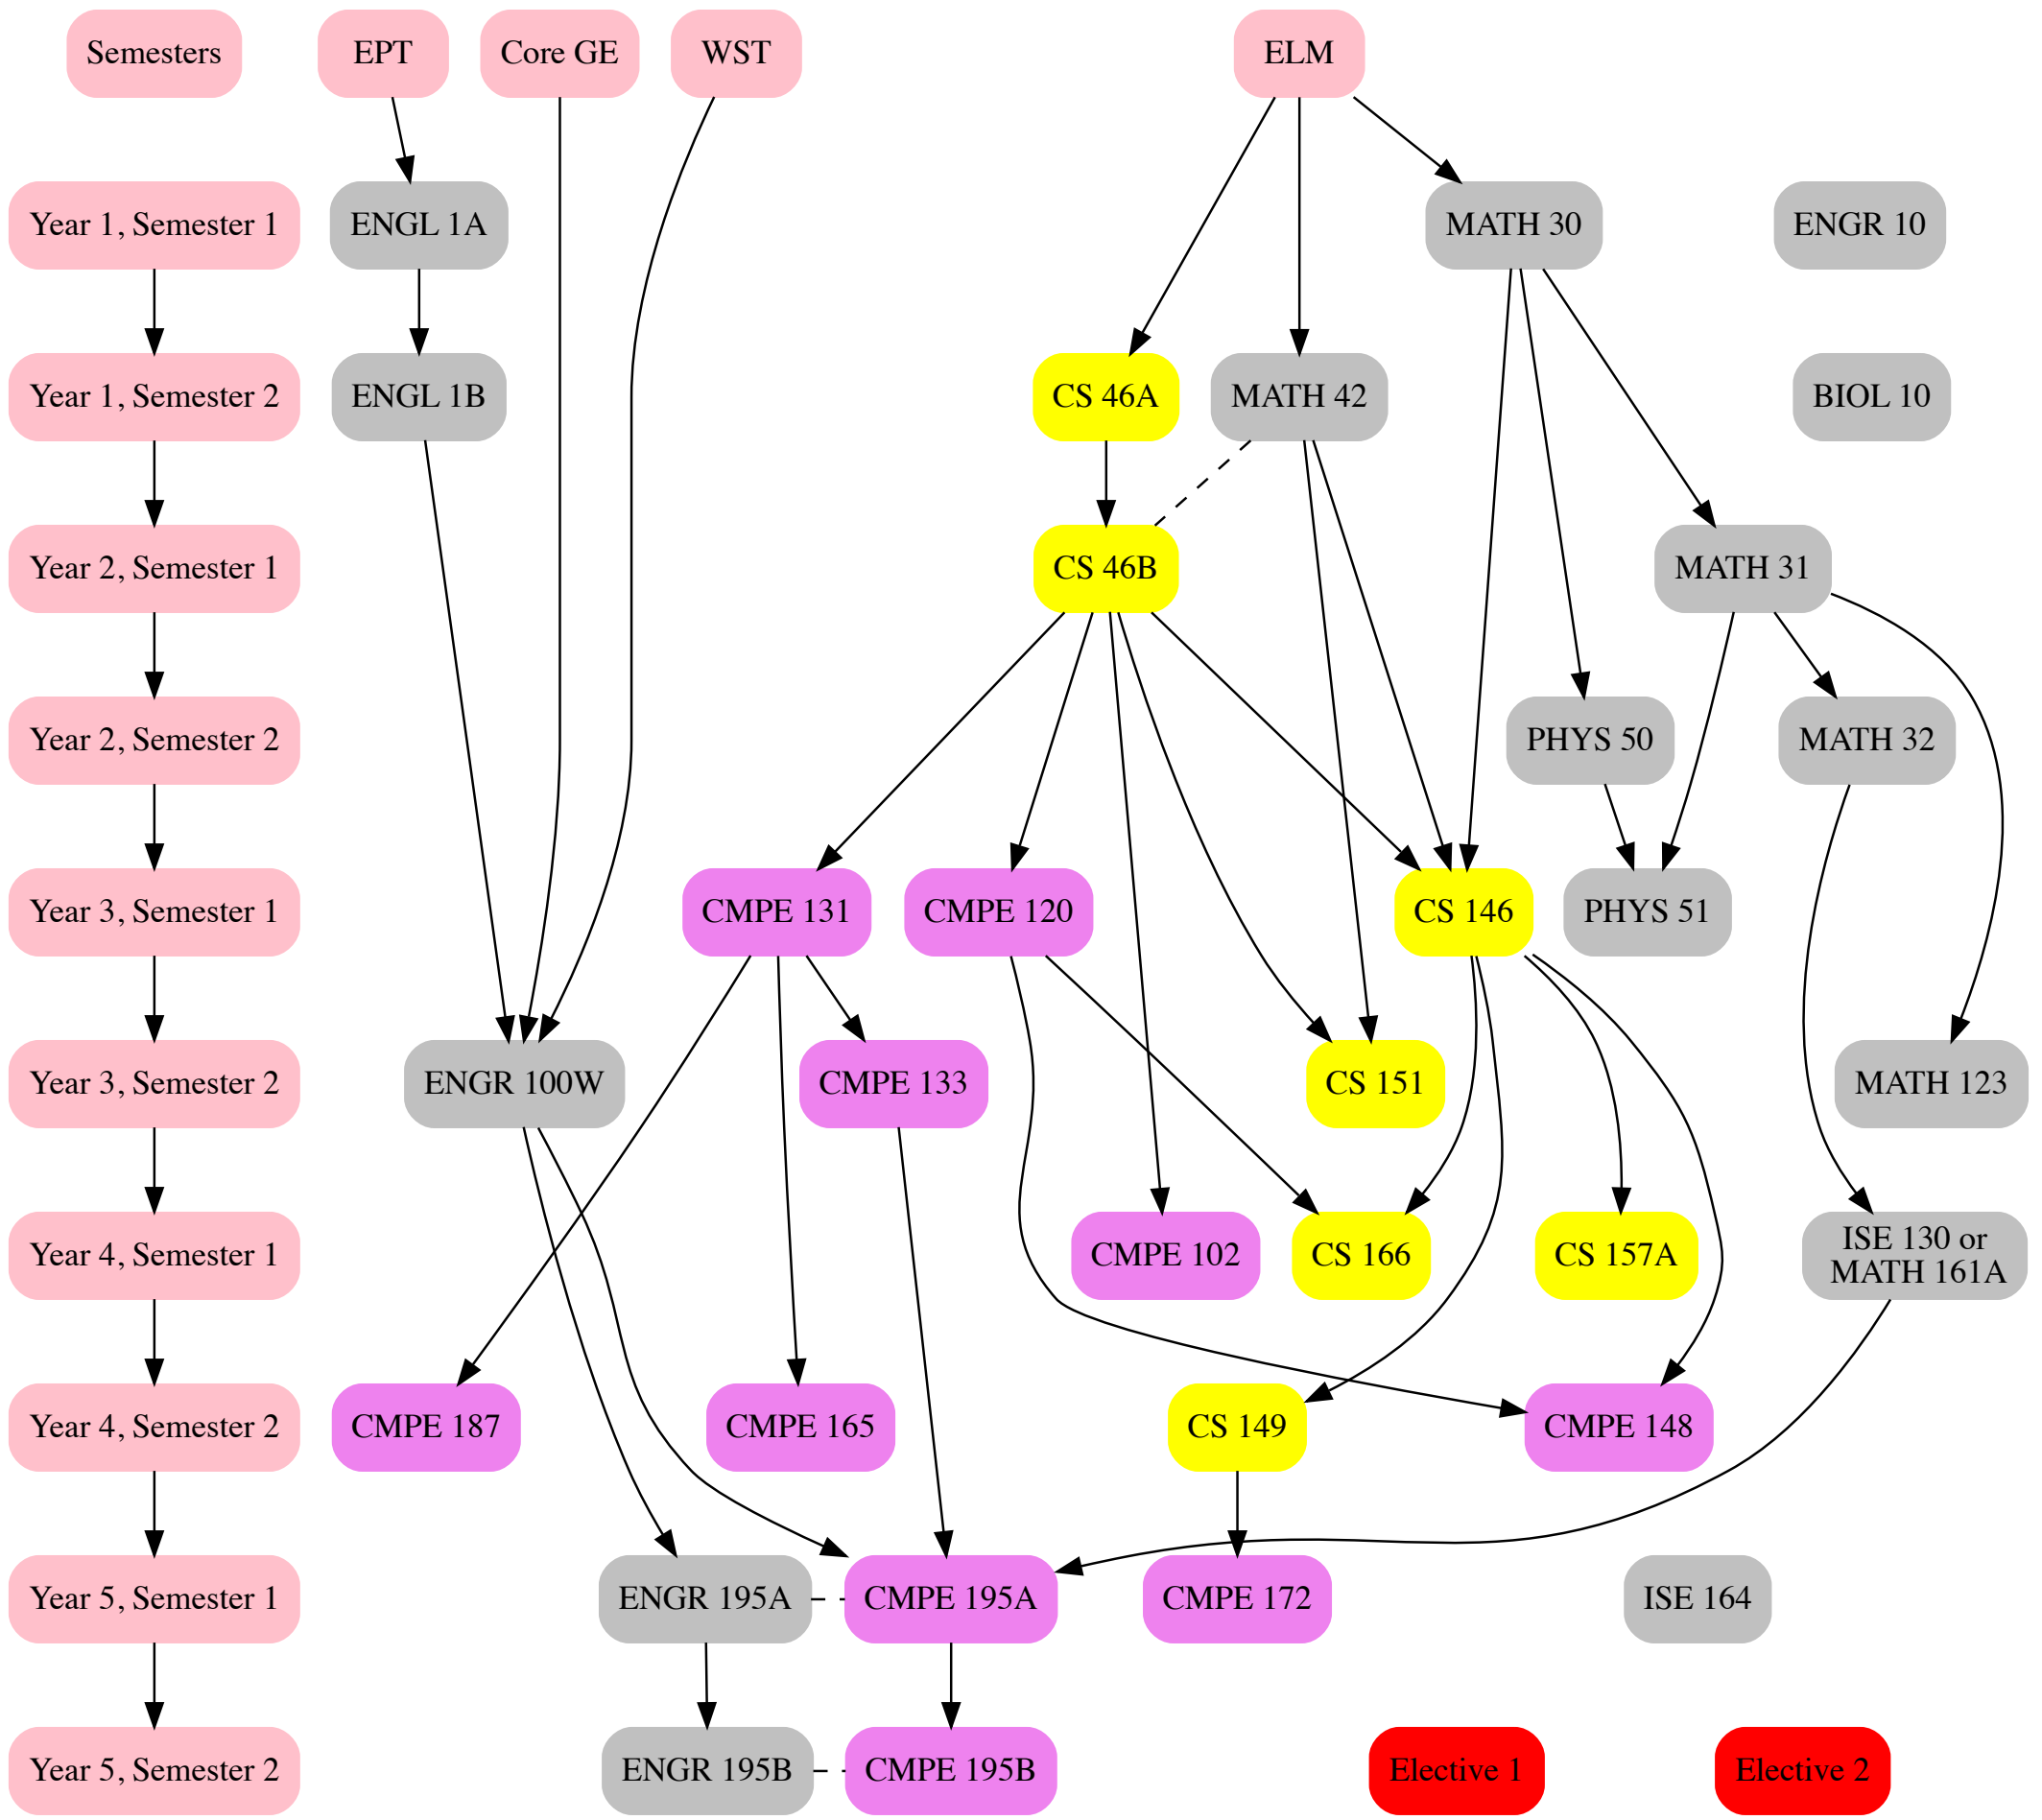 Semesters
EPT
Core GE
WST
ELM
Year 1, Semester 1
ENGL 1A
MATH 30
ENGR 10
Year 1, Semester 2
ENGL 1B
CS 46A
MATH 42
BIOL 10
Year 2, Semester 1
CS 46B
MATH 31
Year 2, Semester 2
PHYS 50
MATH 32
Year 3, Semester 1
CMPE 131
CMPE 120
CS 146
PHYS 51
Year 3, Semester 2
ENGR 100W
CMPE 133
CS 151
MATH 123
Year 4, Semester 1
CMPE 102
CS 166
CS 157A
ISE 130 or
MATH 161A
Year 4, Semester 2
CMPE 187
CMPE 165
CS 149
CMPE 148
Year 5, Semester 1
ENGR 195A
CMPE 195A
CMPE 172
ISE 164
Year 5, Semester 2
ENGR 195B
CMPE 195B
Elective 1
Elective 2